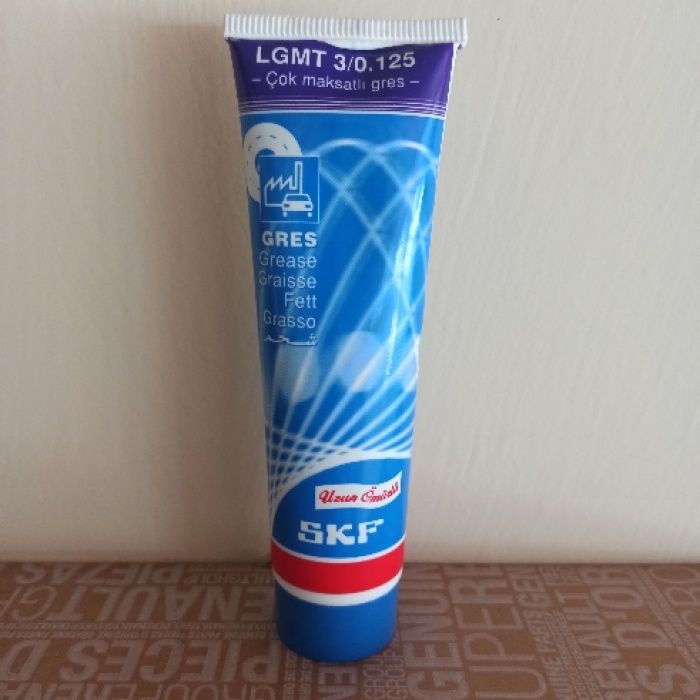 LGMT 3/0.125
– Çok maksatlı gres –
GRES
Grease
Graisse
Fett
Grasso
شحم
Uzun Ömürlü
SKF